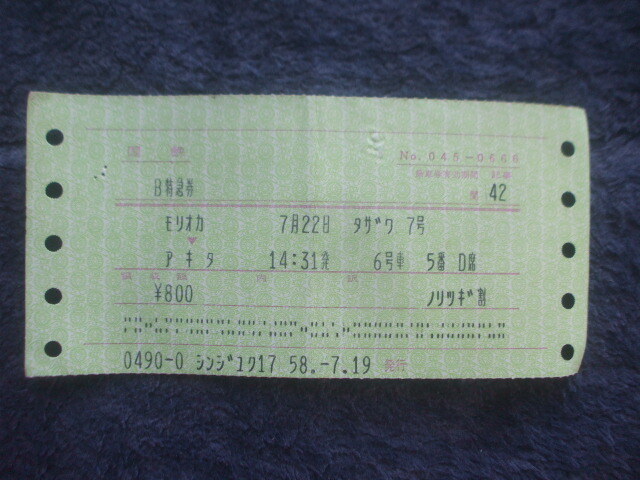 国鉄 No. 045-0566
B特急券 42
モリオカ 7月22日 タザワ 7号
▼
アキタ 14:31発 6号車 5番 D席
¥800 ノリツギ割
0490-0 シンジユク17 58.-7.19 発行